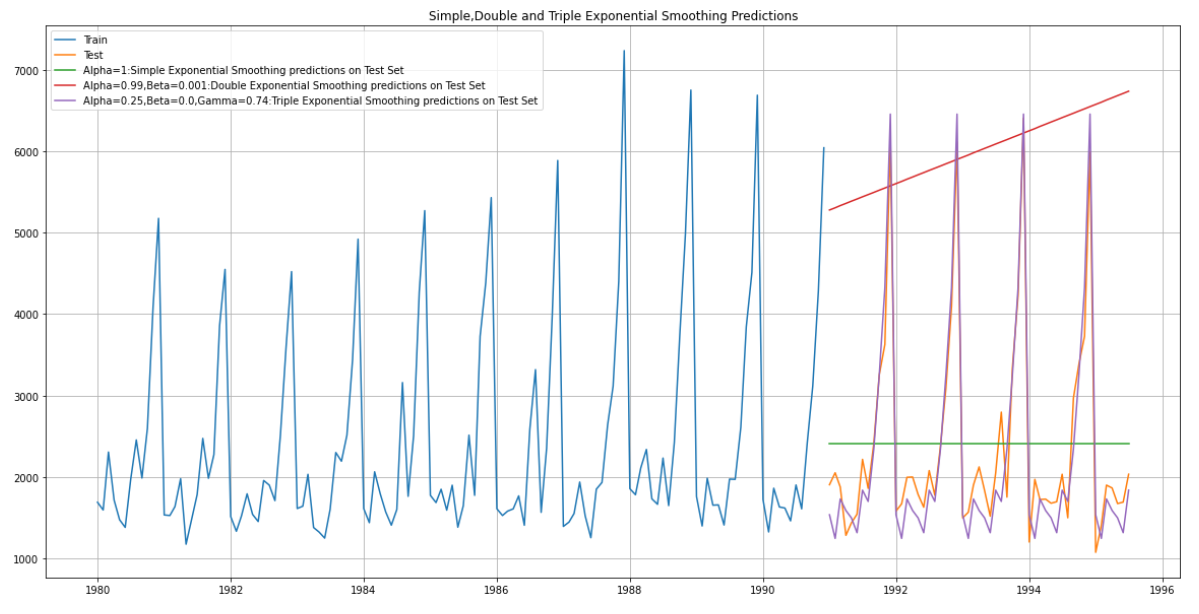 Simple,Double and Triple Exponential Smoothing Predictions
Train
Test
Alpha=1:Simple Exponential Smoothing predictions on Test Set
Alpha=0.99,Beta=0.001:Double Exponential Smoothing predictions on Test Set
Alpha=0.25,Beta=0.0,Gamma=0.74:Triple Exponential Smoothing predictions on Test Set
7000
6000
5000
4000
3000
2000
1000
1980 1982 1984 1986 1988 1990 1992 1994 1996